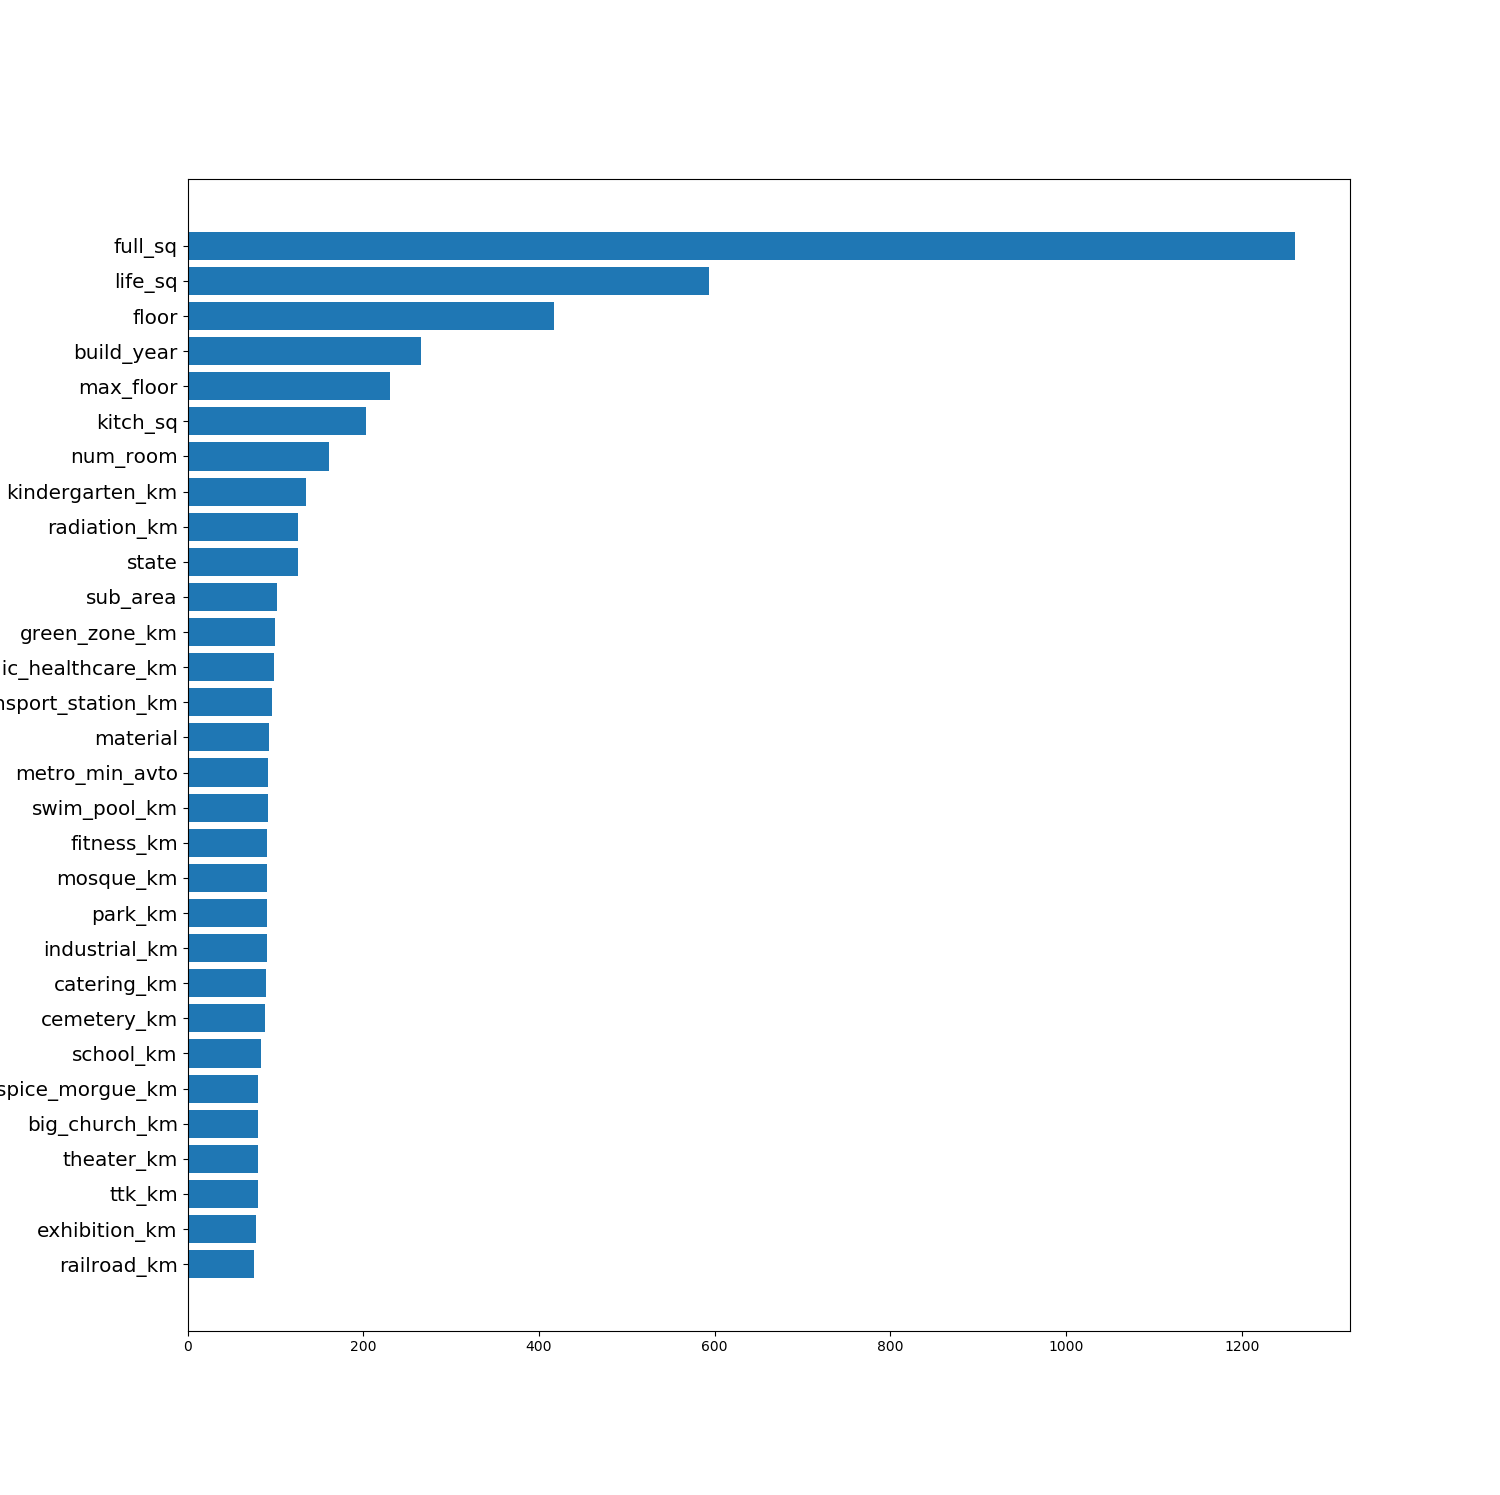 full_sq
life_sq
floor
build_year
max_floor
kitch_sq
num_room
kindergarten_km
radiation_km
state
sub_area
green_zone_km
ic_healthcare_km
nsport_station_km
material
metro_min_avto
swim_pool_km
fitness_km
mosque_km
park_km
industrial_km
catering_km
cemetery_km
school_km
spice_morgue_km
big_church_km
theater_km
ttk_km
exhibition_km
railroad_km
0 200 400 600 800 1000 1200